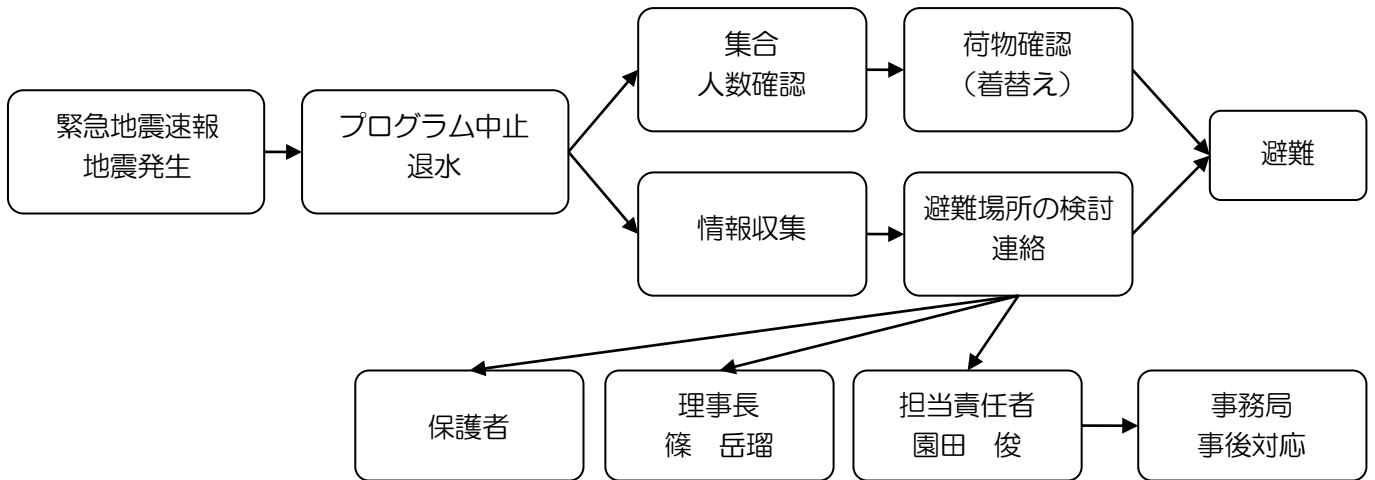 緊急地震速報
地震発生
プログラム中止
退水
集合
人数確認
荷物確認
（着替え）
情報収集
避難場所の検討
連絡
避難
保護者
理事長
篠　岳瑠
担当責任者
園田　俊
事務局
事後対応